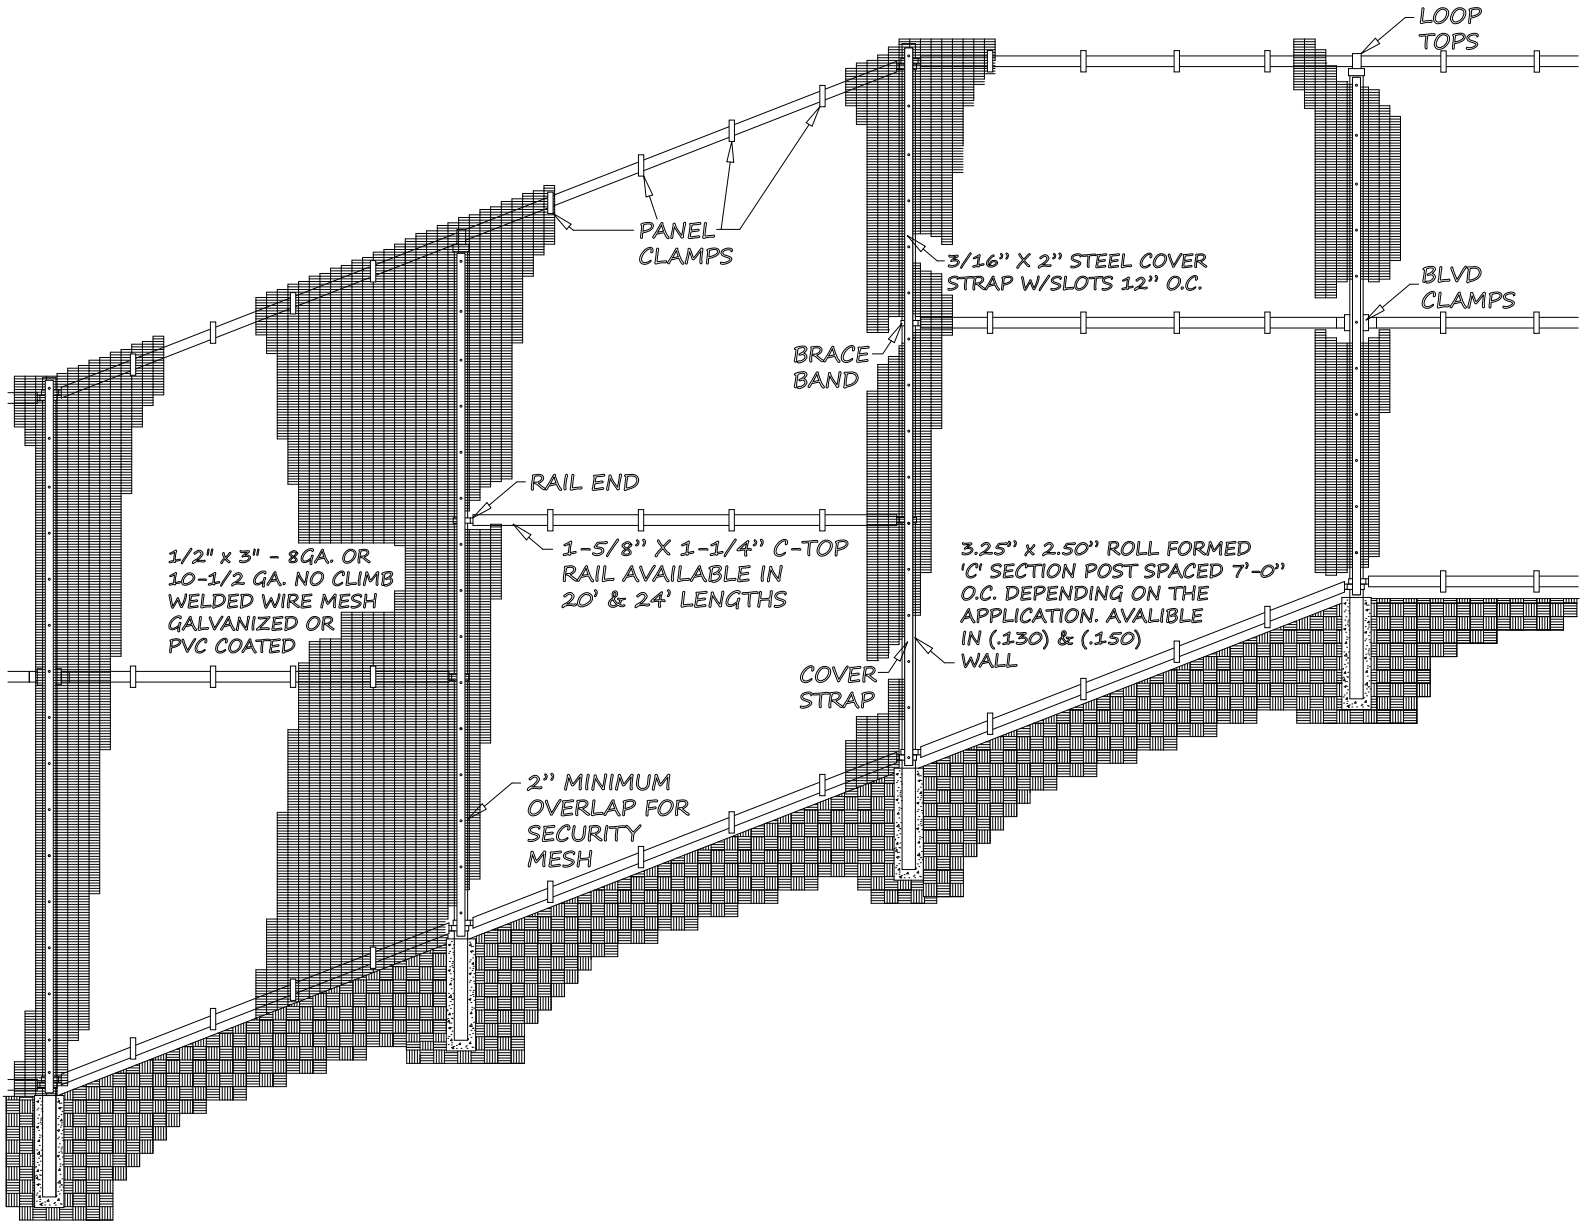 LOOP
TOPS
PANEL
CLAMPS
3/16” X 2” STEEL COVER
STRAP W/SLOTS 12” O.C.
BLVD
CLAMPS
BRACE
BAND
RAIL END
1/2" x 3" - 8GA. OR
10-1/2 GA. NO CLIMB
WELDED WIRE MESH
GALVANIZED OR
PVC COATED
1-5/8” X 1-1/4” C-TOP
RAIL AVAILABLE IN
20' & 24' LENGTHS
3.25” x 2.50” ROLL FORMED
'C' SECTION POST SPACED 7'-0”
O.C. DEPENDING ON THE
APPLICATION. AVALIBLE
IN (.130) & (.150)
WALL
COVER
STRAP
2” MINIMUM
OVERLAP FOR
SECURITY
MESH